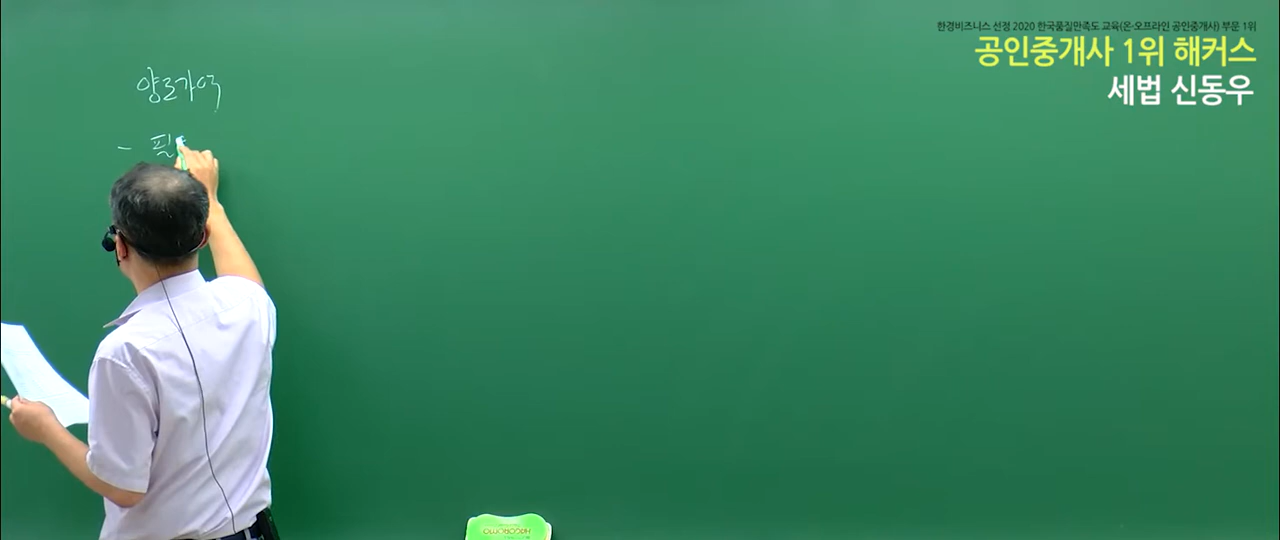 한경비즈니스 선정 2020 한국품질만족도 교육(온·오프라인 공인중개사) 부문 1위
공인중개사 1위 해커스
세법 신동우
양도가액
- 필